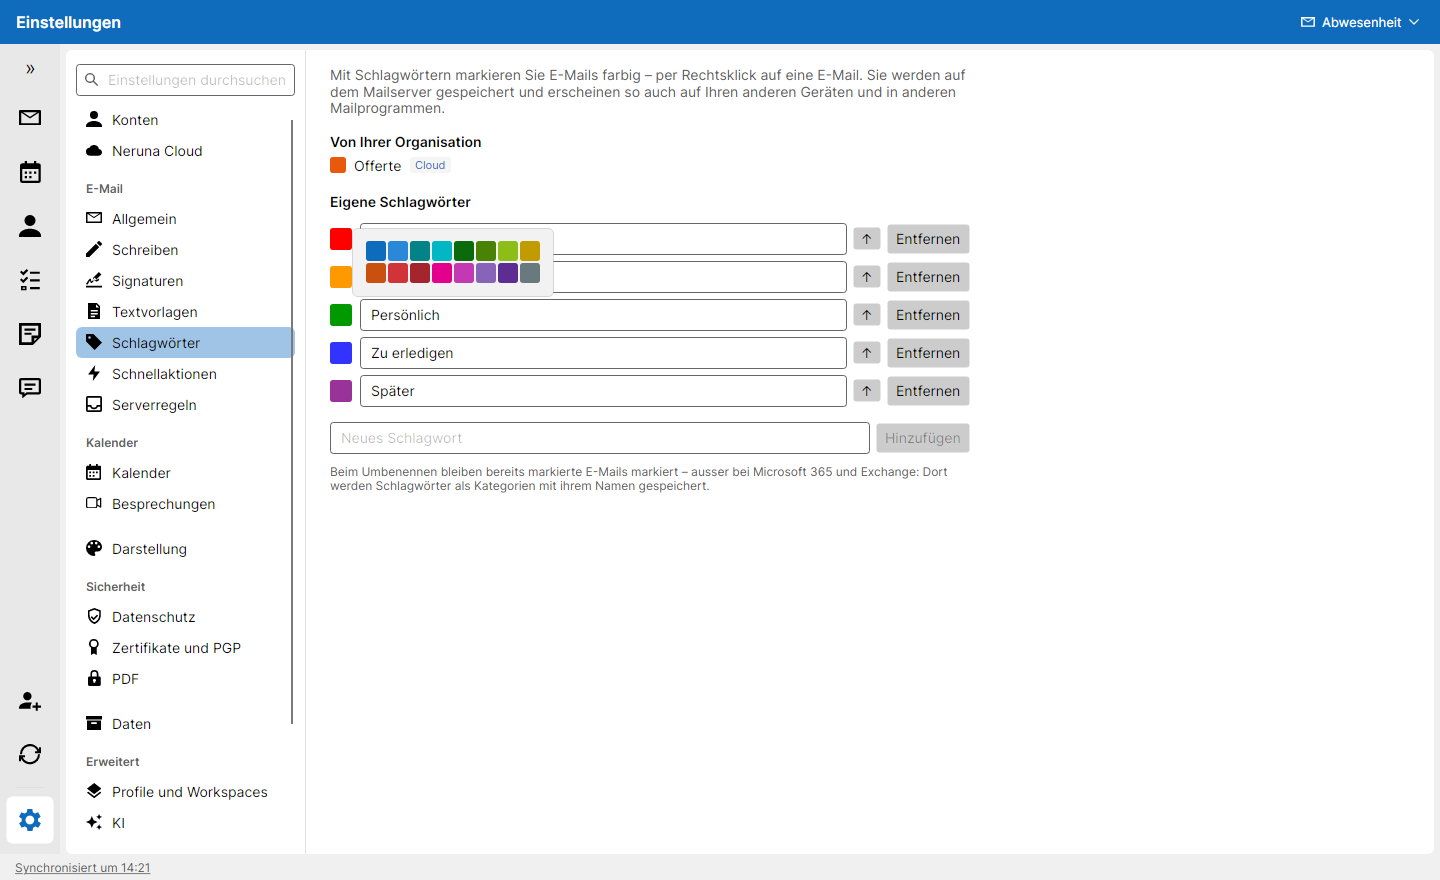 Einstellungen
Abwesenheit
Einstellungen durchsuchen
Konten
Neruna Cloud
E-Mail
Allgemein
Schreiben
Signaturen
Textvorlagen
Schlagwörter
Schnellaktionen
Serverregeln
Kalender
Kalender
Besprechungen
Darstellung
Sicherheit
Datenschutz
Zertifikate und PGP
PDF
Daten
Erweitert
Profile und Workspaces
KI
Mit Schlagwörtern markieren Sie E-Mails farbig – per Rechtsklick auf eine E-Mail. Sie werden auf
dem Mailserver gespeichert und erscheinen so auch auf Ihren anderen Geräten und in anderen
Mailprogrammen.
Von Ihrer Organisation
Offerte Cloud
Eigene Schlagwörter
Entfernen
Entfernen
Persönlich Entfernen
Zu erledigen Entfernen
Später Entfernen
Neues Schlagwort Hinzufügen
Beim Umbenennen bleiben bereits markierte E-Mails markiert – ausser bei Microsoft 365 und Exchange: Dort
werden Schlagwörter als Kategorien mit ihrem Namen gespeichert.
Synchronisiert um 14:21